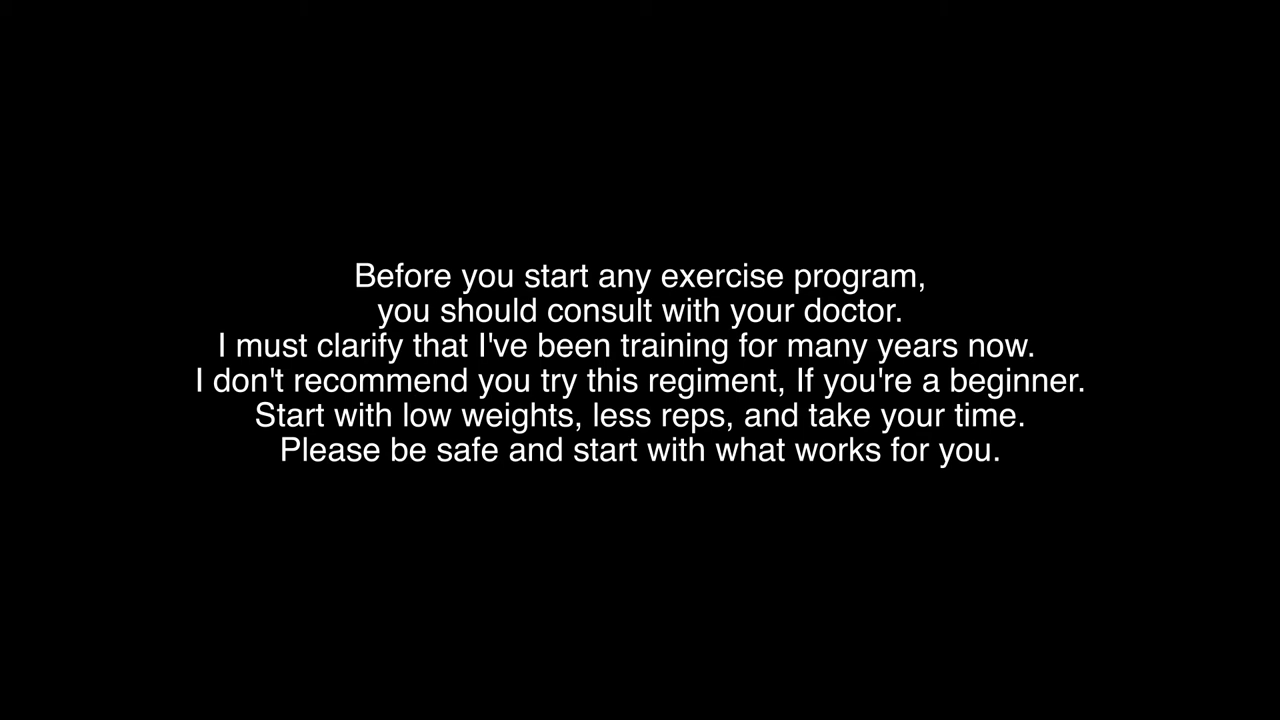 Before you start any exercise program,
you should consult with your doctor.
I must clarify that I've been training for many years now.
I don't recommend you try this regiment, If you're a beginner.
Start with low weights, less reps, and take your time.
Please be safe and start with what works for you.